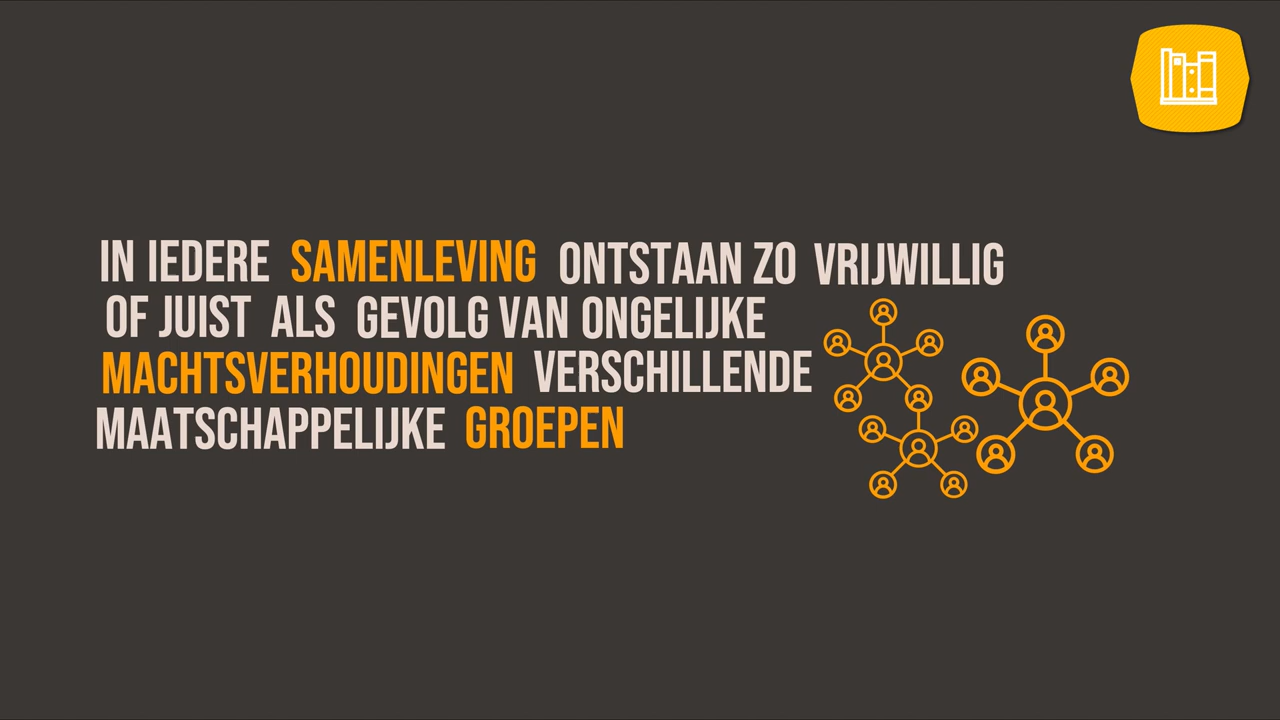 IN IEDERE SAMENLEVING ONTSTAAN ZO VRIJWILLIG
OF JUIST ALS GEVOLG VAN ONGELIJKE
MACHTSVERHOUDINGEN VERSCHILLENDE
MAATSCHAPPELIJKE GROEPEN